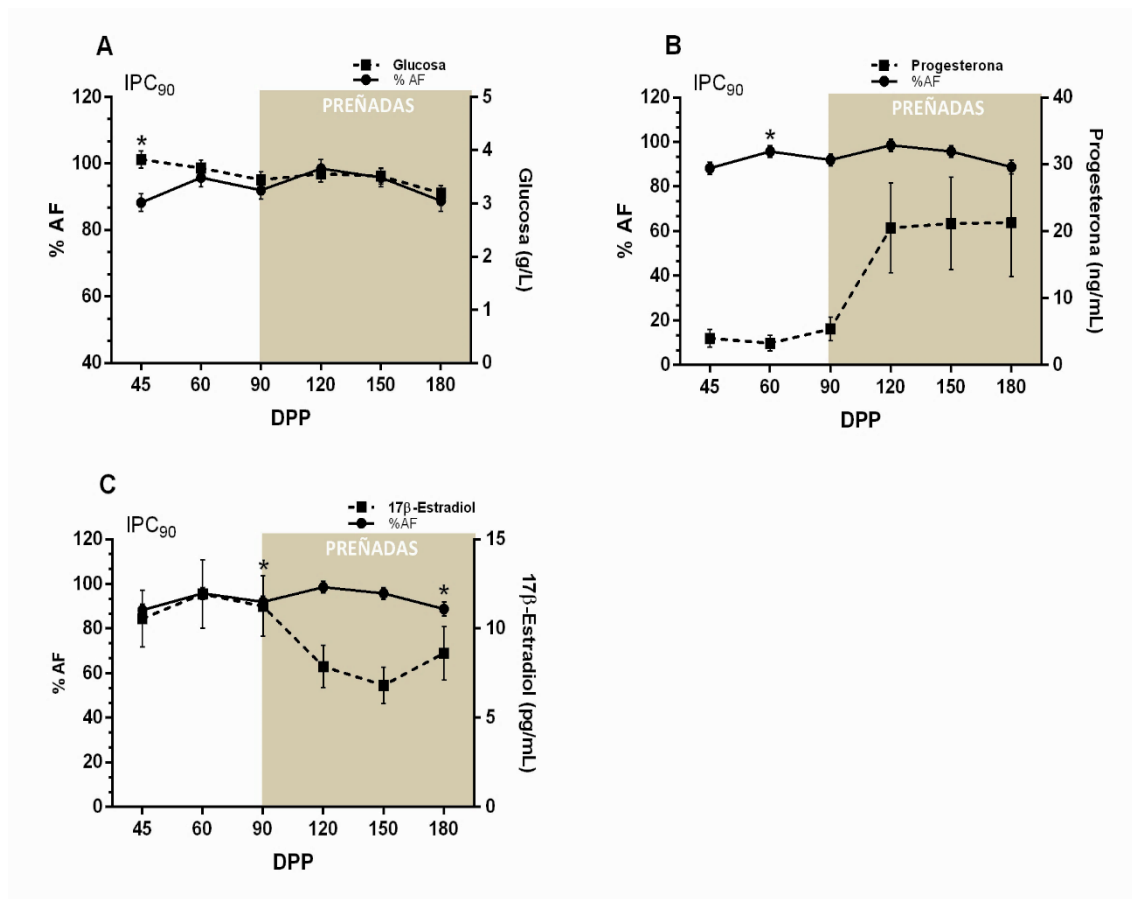 A
IPC90
Glucosa
% AF
PREÑADAS
120
100
80
60
40
% AF
5
4
3
2
1
0
Glucosa (g/L)
*
45 60 90 120 150 180
DPP
B
IPC90
Progesterona
%AF
PREÑADAS
120
100
80
60
40
20
0
% AF
40
30
20
10
0
Progesterona (ng/mL)
*
45 60 90 120 150 180
DPP
C
IPC90
17β-Estradiol
%AF
PREÑADAS
120
100
80
60
40
20
0
% AF
15
10
5
0
17β-Estradiol (pg/mL)
* *
45 60 90 120 150 180
DPP